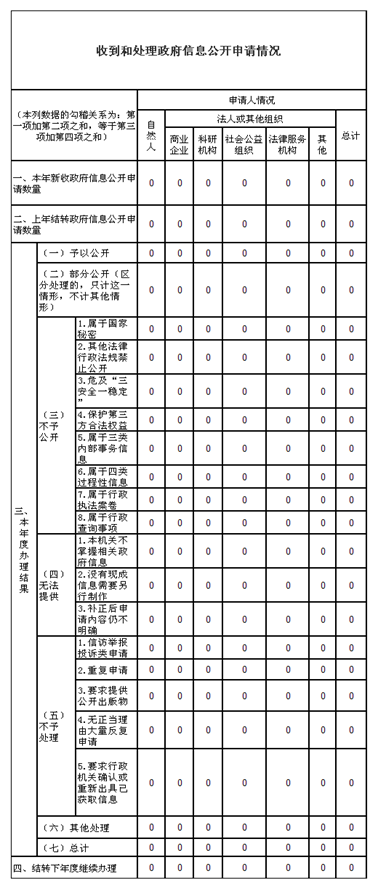 收到和处理政府信息公开申请情况
（本列数据的勾稽关系为：第
一项加第二项之和，等于第三
项加第四项之和）
申请人情况
自
然
人
法人或其他组织
总计
商业
企业
科研
机构
社会公益
组织
法律服务
机构
其
他
一、本年新收政府信息公开申
请数量
0 0 0 0 0 0 0
二、上年结转政府信息公开申
请数量
0 0 0 0 0 0 0
三、
本
年
度
办
理
结
果
（一）予以公开
0 0 0 0 0 0 0
（二）部分公开（区
分处理的，只计这一
情形，不计其他情
形）
0 0 0 0 0 0 0
（三）
不予
公开
1.属于国家
秘密
0 0 0 0 0 0 0
2.其他法律
行政法规禁
止公开
0 0 0 0 0 0 0
3.危及“三
安全一稳定
”
0 0 0 0 0 0 0
4.保护第三
方合法权益
0 0 0 0 0 0 0
5.属于三类
内部事务信
息
0 0 0 0 0 0 0
6.属于四类
过程性信息
0 0 0 0 0 0 0
7.属于行政
执法案卷
0 0 0 0 0 0 0
8.属于行政
查询事项
0 0 0 0 0 0 0
（四）
无法
提供
1.本机关不
掌握相关政
府信息
0 0 0 0 0 0 0
2.没有现成
信息需要另
行制作
0 0 0 0 0 0 0
3.补正后申
请内容仍不
明确
0 0 0 0 0 0 0
（五）
不予
处理
1.信访举报
投诉类申请
0 0 0 0 0 0 0
2.重复申请
0 0 0 0 0 0 0
3.要求提供
公开出版物
0 0 0 0 0 0 0
4.无正当理
由大量反复
申请
0 0 0 0 0 0 0
5.要求行政
机关确认或
重新出具已
获取信息
0 0 0 0 0 0 0
（六）其他处理
0 0 0 0 0 0 0
（七）总计
0 0 0 0 0 0 0
四、结转下年度继续办理
0 0 0 0 0 0 0